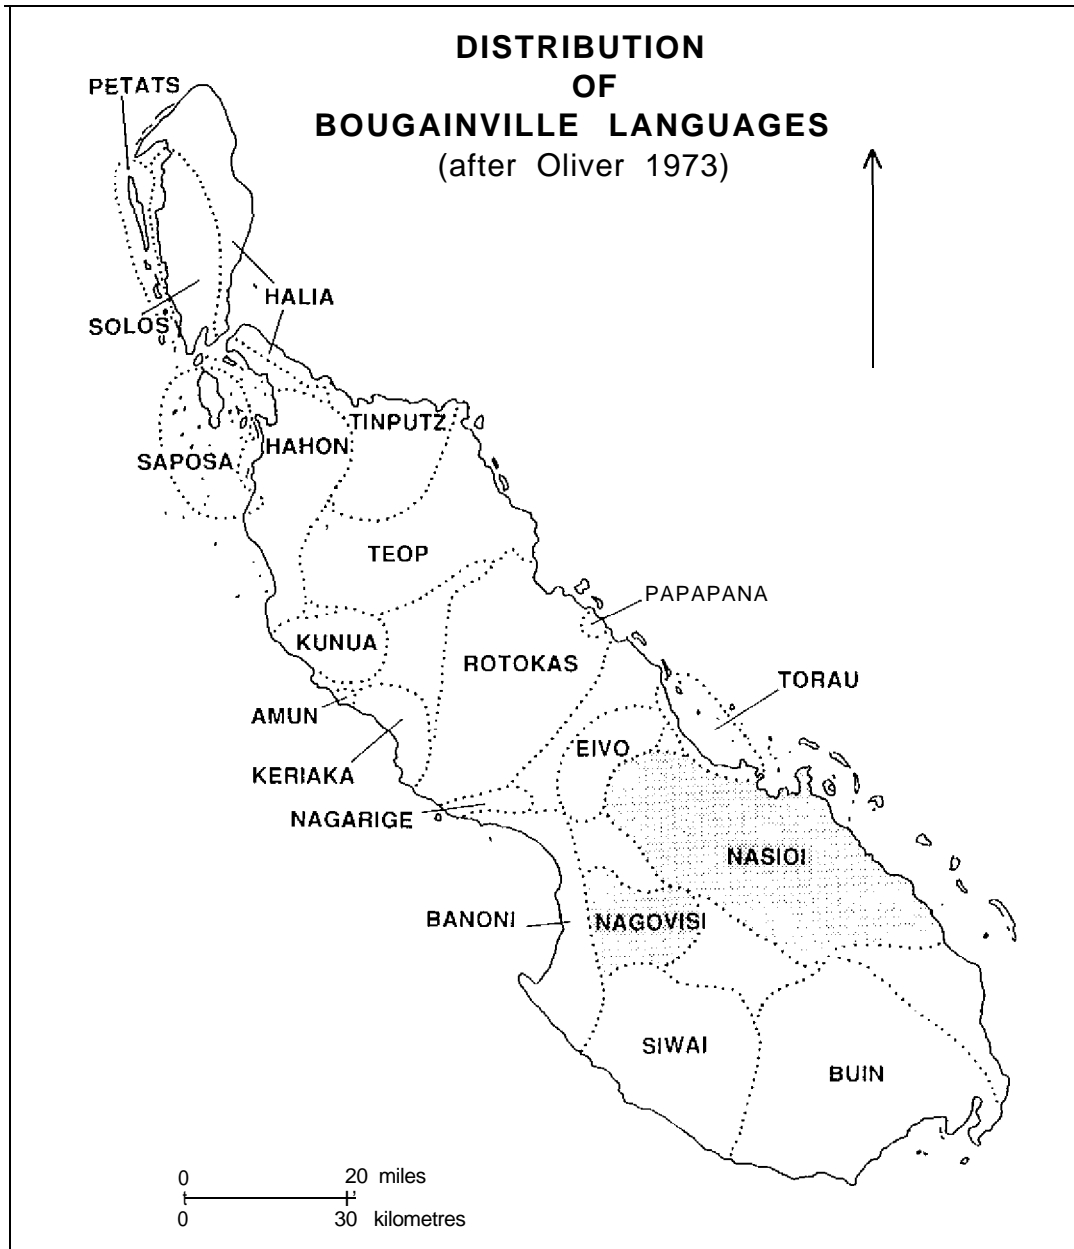 DISTRIBUTION
OF
BOUGAINVILLE LANGUAGES
(after Oliver 1973)
PETATS
HALIA
SOLOS
TINPUTZ
HAHON
SAPOSA
TEOP
PAPAPANA
KUNUA
ROTOKAS
TORAU
AMUN
EIVO
KERIAKA
NAGARIGE
NASIOI
BANONI
NAGOVISI
SIWAI
BUIN
0 20 miles
0 30 kilometres